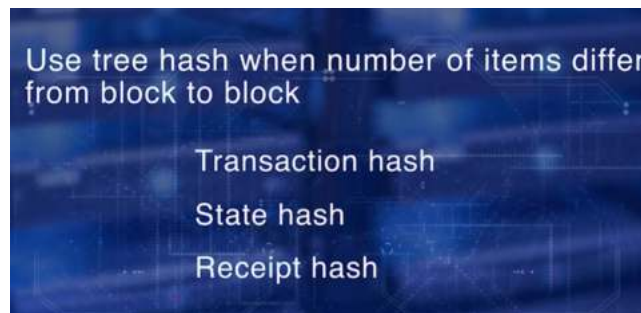 Use tree hash when number of items differ
from block to block
Transaction hash
State hash
Receipt hash